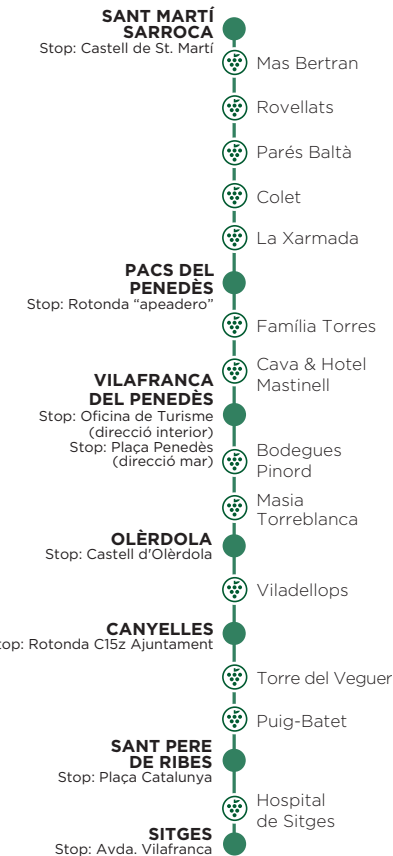 SANT MARTÍ
SARROCA
Stop: Castell de St. Martí
Mas Bertran
Rovellats
Parés Baltà
Colet
La Xarmada
PACS DEL
PENEDÈS
Stop: Rotonda “apeadero”
Família Torres
Cava & Hotel
Mastinell
VILAFRANCA
DEL PENEDÈS
Stop: Oficina de Turisme
(direcció interior)
Stop: Plaça Penedès
(direcció mar)
Bodegues
Pinord
Masia
Torreblanca
OLÈRDOLA
Stop: Castell d'Olèrdola
Viladellops
CANYELLES
top: Rotonda C15z Ajuntament
Torre del Veguer
Puig-Batet
SANT PERE
DE RIBES
Stop: Plaça Catalunya
Hospital
de Sitges
SITGES
Stop: Avda. Vilafranca